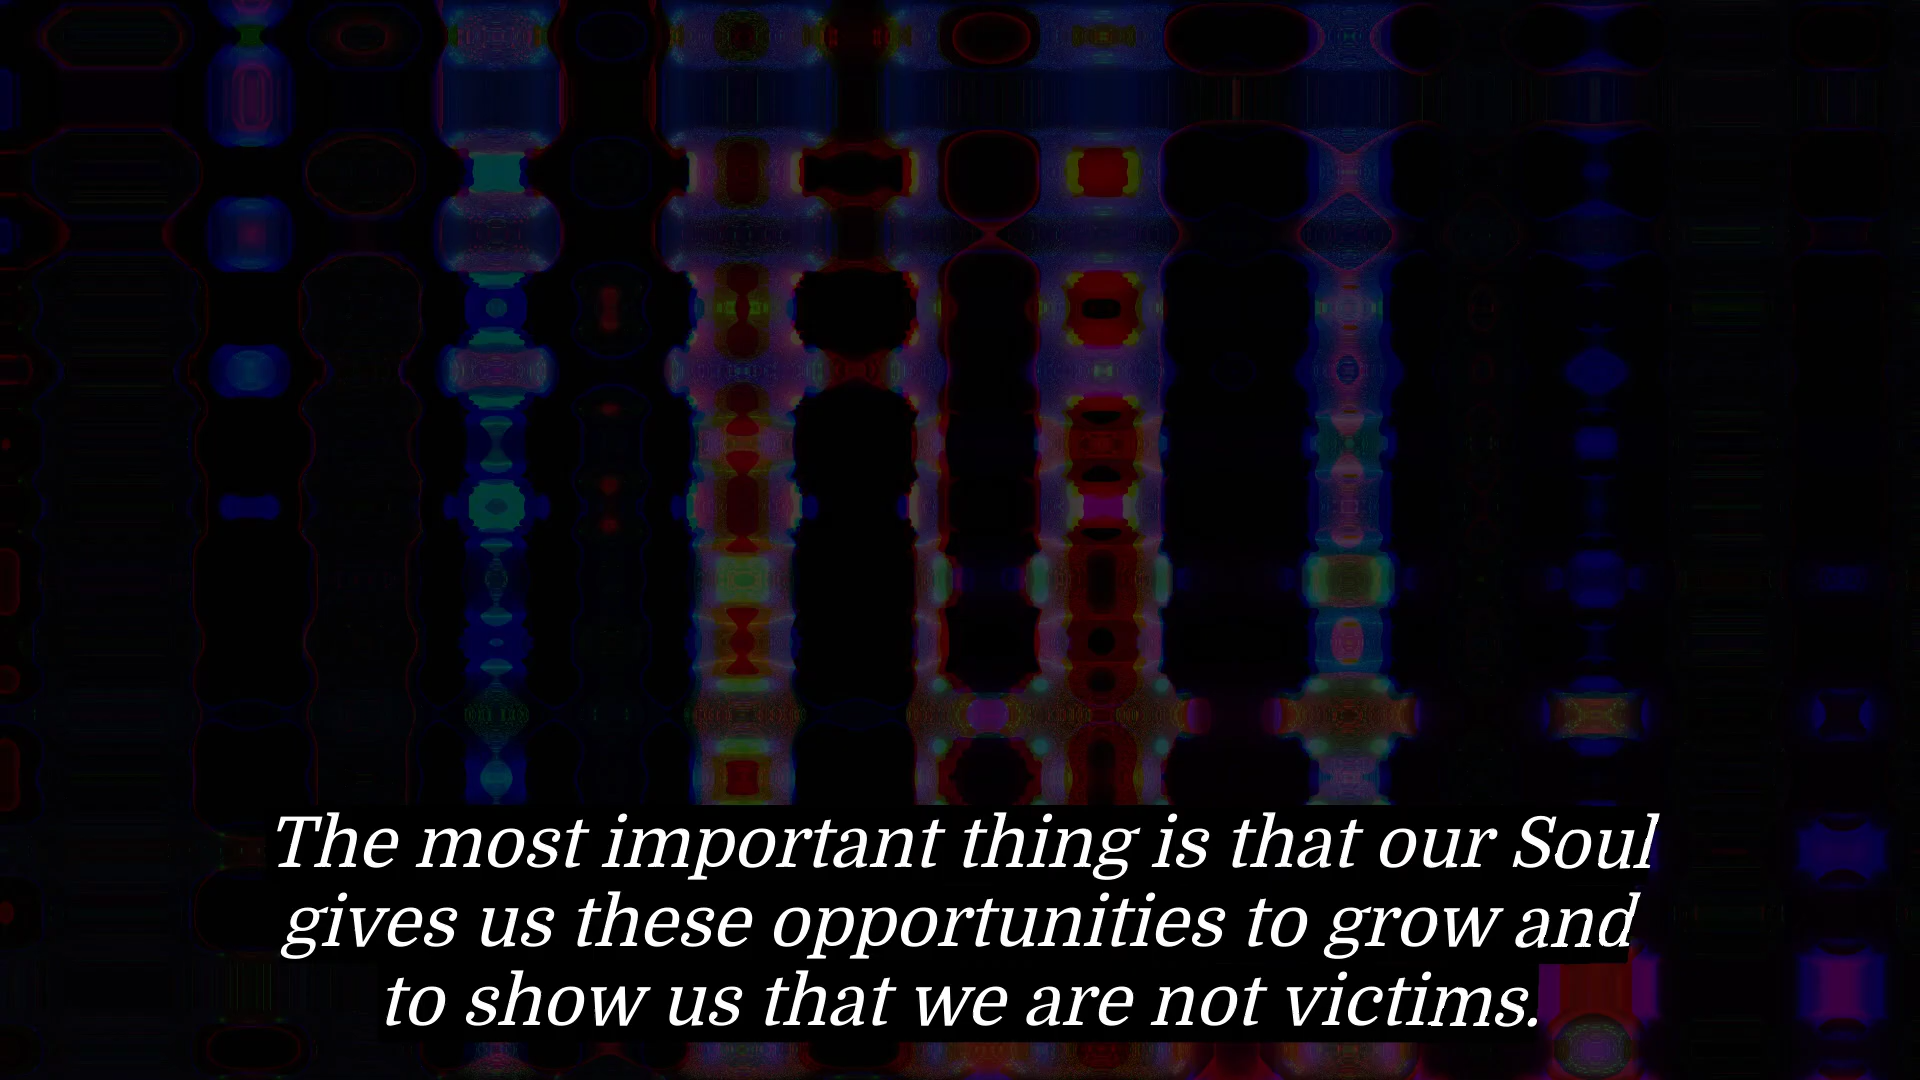 The most important thing is that our Soul
gives us these opportunities to grow and
to show us that we are not victims.